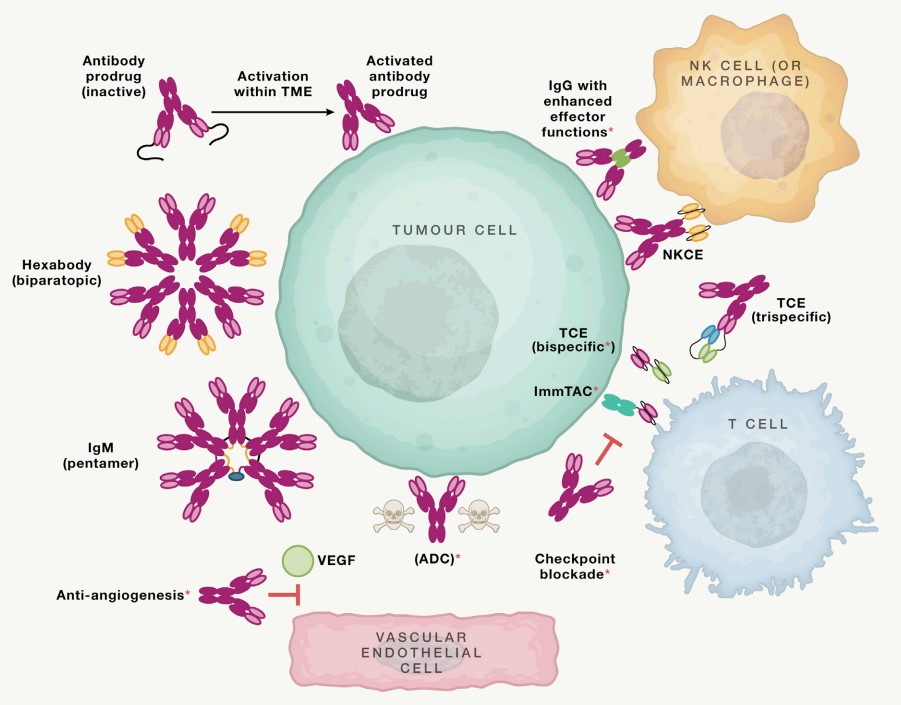 Antibody
prodrug
(inactive)
Activation
within TME
Activated
antibody
prodrug
IgG with
enhanced
effector
functions*
NK CELL (OR
MACROPHAGE)
TUMOUR CELL
NKCE
Hexabody
(biparatopic)
TCE
(trispecific)
TCE
(bispecific*)
ImmTAC*
T CELL
IgM
(pentamer)
VEGF
(ADC)*
Checkpoint
blockade*
Anti-angiogenesis*
VASCULAR
ENDOTHELIAL
CELL